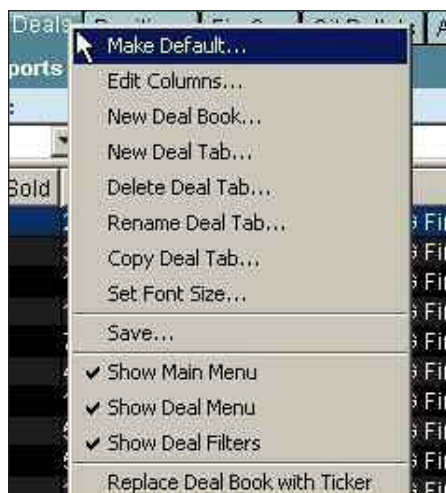 Deals
Make Default...
ports
Edit Columns...
New Deal Book...
New Deal Tab...
Sold
Delete Deal Tab...
Rename Deal Tab...
Copy Deal Tab...
Set Font Size...
Save...
Show Main Menu
Show Deal Menu
Show Deal Filters
Replace Deal Book with Ticker